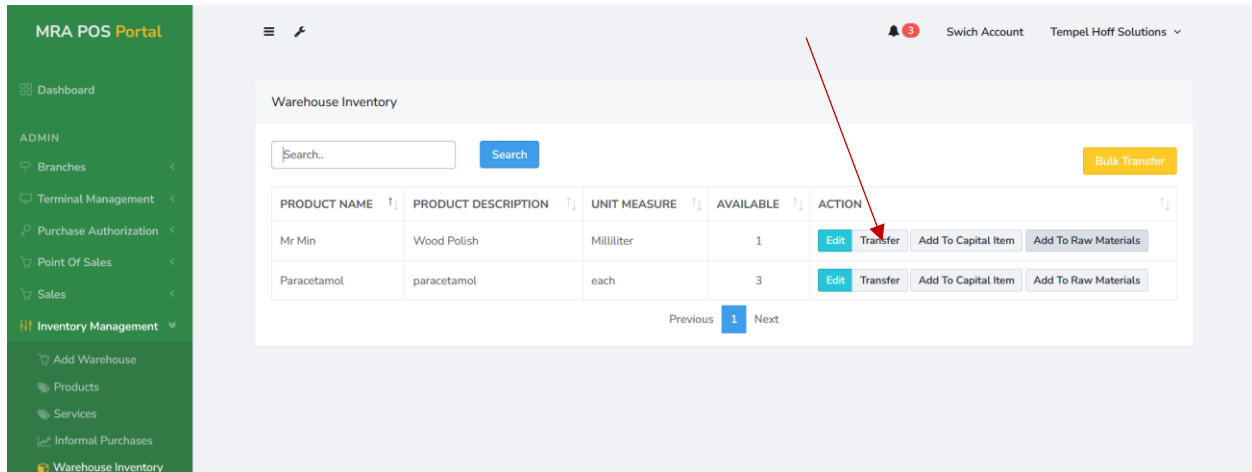 MRA POS Portal
3
Swich Account
Tempel Hoff Solutions
Dashboard
ADMIN
Branches
Terminal Management
Purchase Authorization
Point Of Sales
Sales
Inventory Management
Add Warehouse
Products
Services
Informal Purchases
Warehouse Inventory
Warehouse Inventory
Search..
Search
Bulk Transfer
PRODUCT NAME PRODUCT DESCRIPTION UNIT MEASURE AVAILABLE ACTION
Mr Min Wood Polish Milliliter 1 Edit Transfer Add To Capital Item Add To Raw Materials
Paracetamol paracetamol each 3 Edit Transfer Add To Capital Item Add To Raw Materials
Previous 1 Next